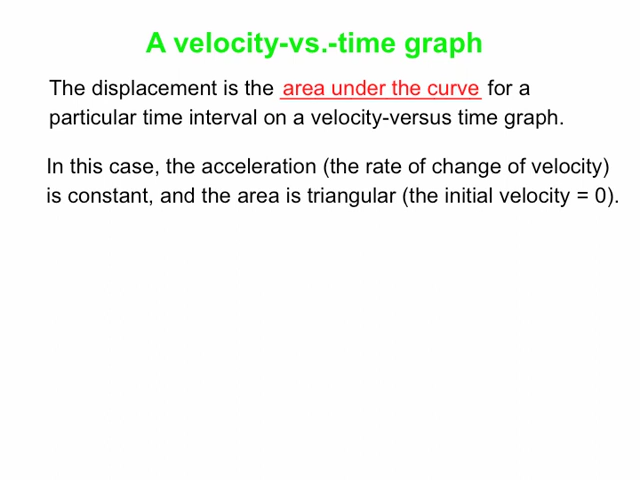 A velocity-vs.-time graph
The displacement is the area under the curve for a
particular time interval on a velocity-versus time graph.
In this case, the acceleration (the rate of change of velocity)
is constant, and the area is triangular (the initial velocity = 0).